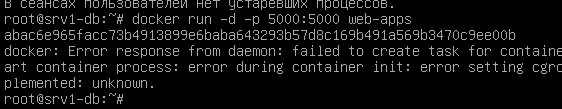 В сеансах пользователей нет устаревших процессов.
root@srv1-db:~# docker run -d -p 5000:5000 web-apps
abac6e965facc73b4913899e6baba643293b57d8c169b491a569b3470c9ee00b
docker: Error response from daemon: failed to create task for containe
art container process: error during container init: error setting cgro
plemented: unknown.
root@srv1-db:~#